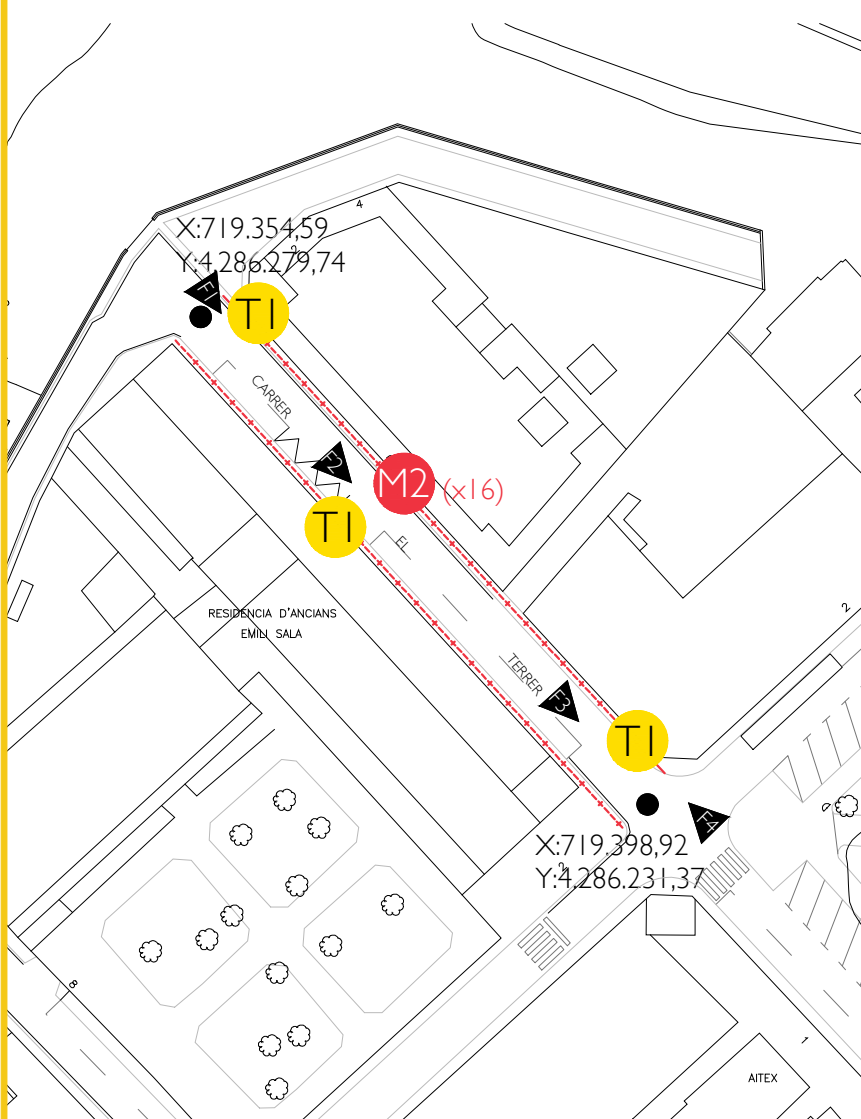 4
X:719.354,59
2
Y:4.286.279,74
F1
T1
CARRER
F2
M2 (x16)
T1
EL
RESIDENCIA D'ANCIANS
EMILI SALA
2
TERRER
F3
T1
F4
X:719.398,92
2
Y:4.286.231,37
8
1
AITEX